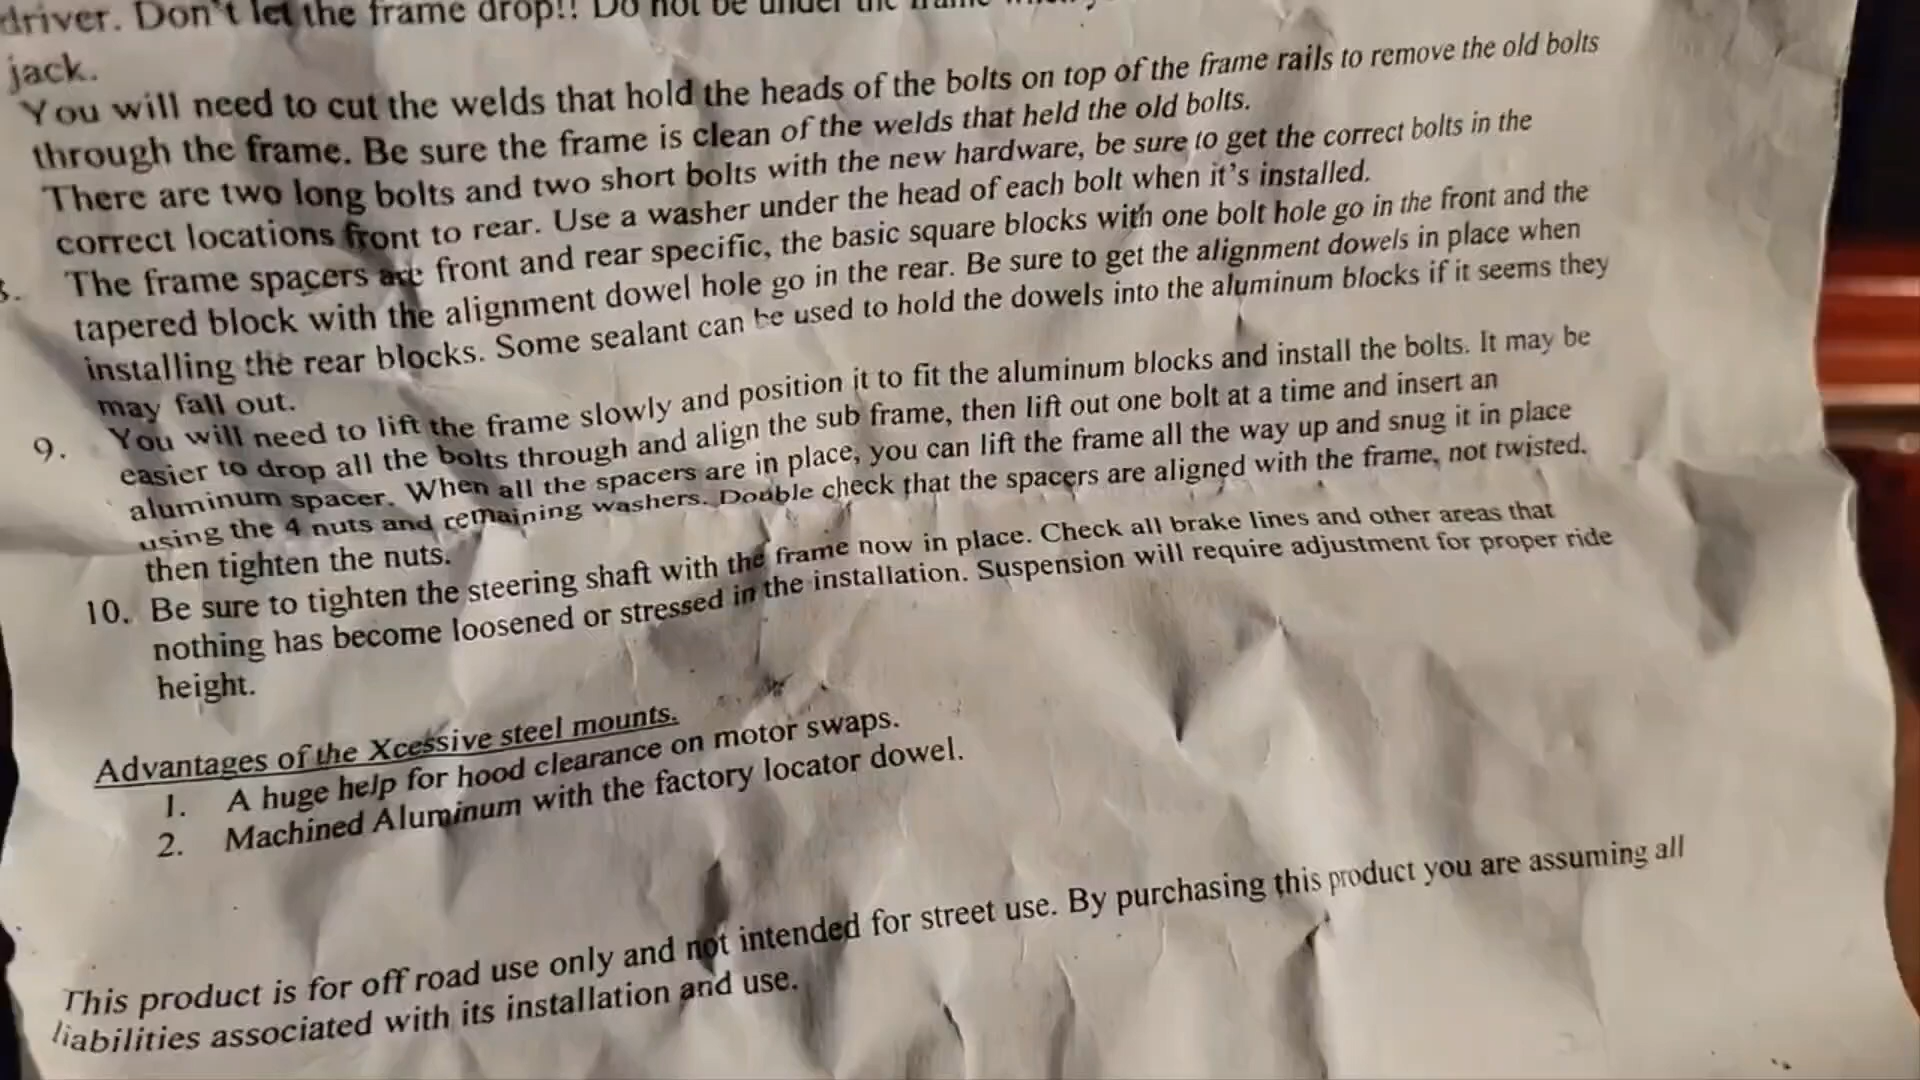 driver. Don't let the frame drop!! Do not be under the frame
jack.
You will need to cut the welds that hold the heads of the bolts on top of the frame rails to remove the old bolts
through the frame. Be sure the frame is clean of the welds that held the old bolts.
There are two long bolts and two short bolts with the new hardware, be sure to get the correct bolts in the
correct locations front to rear. Use a washer under the head of each bolt when it's installed.
The frame spacers are front and rear specific, the basic square blocks with one bolt hole go in the front and the
tapered block with the alignment dowel hole go in the rear. Be sure to get the alignment dowels in place when
installing the rear blocks. Some sealant can be used to hold the dowels into the aluminum blocks if it seems they
may fall out.
9. You will need to lift the frame slowly and position it to fit the aluminum blocks and install the bolts. It may be
easier to drop all the bolts through and align the sub frame, then lift out one bolt at a time and insert an
aluminum spacer. When all the spacers are in place, you can lift the frame all the way up and snug it in place
using the 4 nuts and remaining washers. Double check that the spacers are aligned with the frame, not twisted,
then tighten the nuts.
10. Be sure to tighten the steering shaft with the frame now in place. Check all brake lines and other areas that
nothing has become loosened or stressed in the installation. Suspension will require adjustment for proper ride
height.
Advantages of the Xcessive steel mounts.
1. A huge help for hood clearance on motor swaps.
2. Machined Aluminum with the factory locator dowel.
This product is for off road use only and not intended for street use. By purchasing this product you are assuming all
liabilities associated with its installation and use.